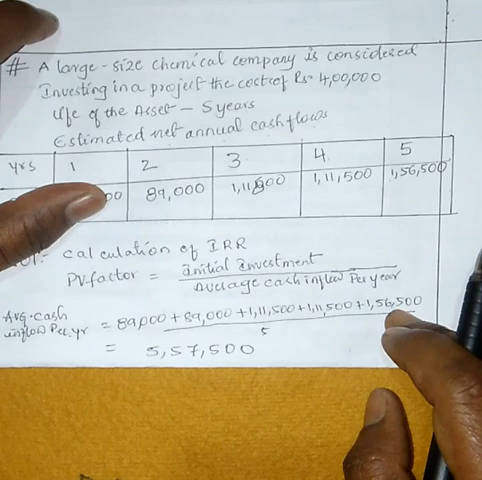 # A large-size chemical company is considered
Investing in a project the cost of Rs. 4,00,000
Life of the Asset – 5 years
Estimated net annual cash flows
yrs 1 2 3 4 5
00 89,000 1,11,500 1,11,500 1,56,500
calculation of IRR
PV.factor = initial investment
Average cash inflow Per year
Avg.cash
inflow Per.yr = 89,000 + 89,000 + 1,11,500 + 1,11,500 + 1,56,500
5
= 5,57,500